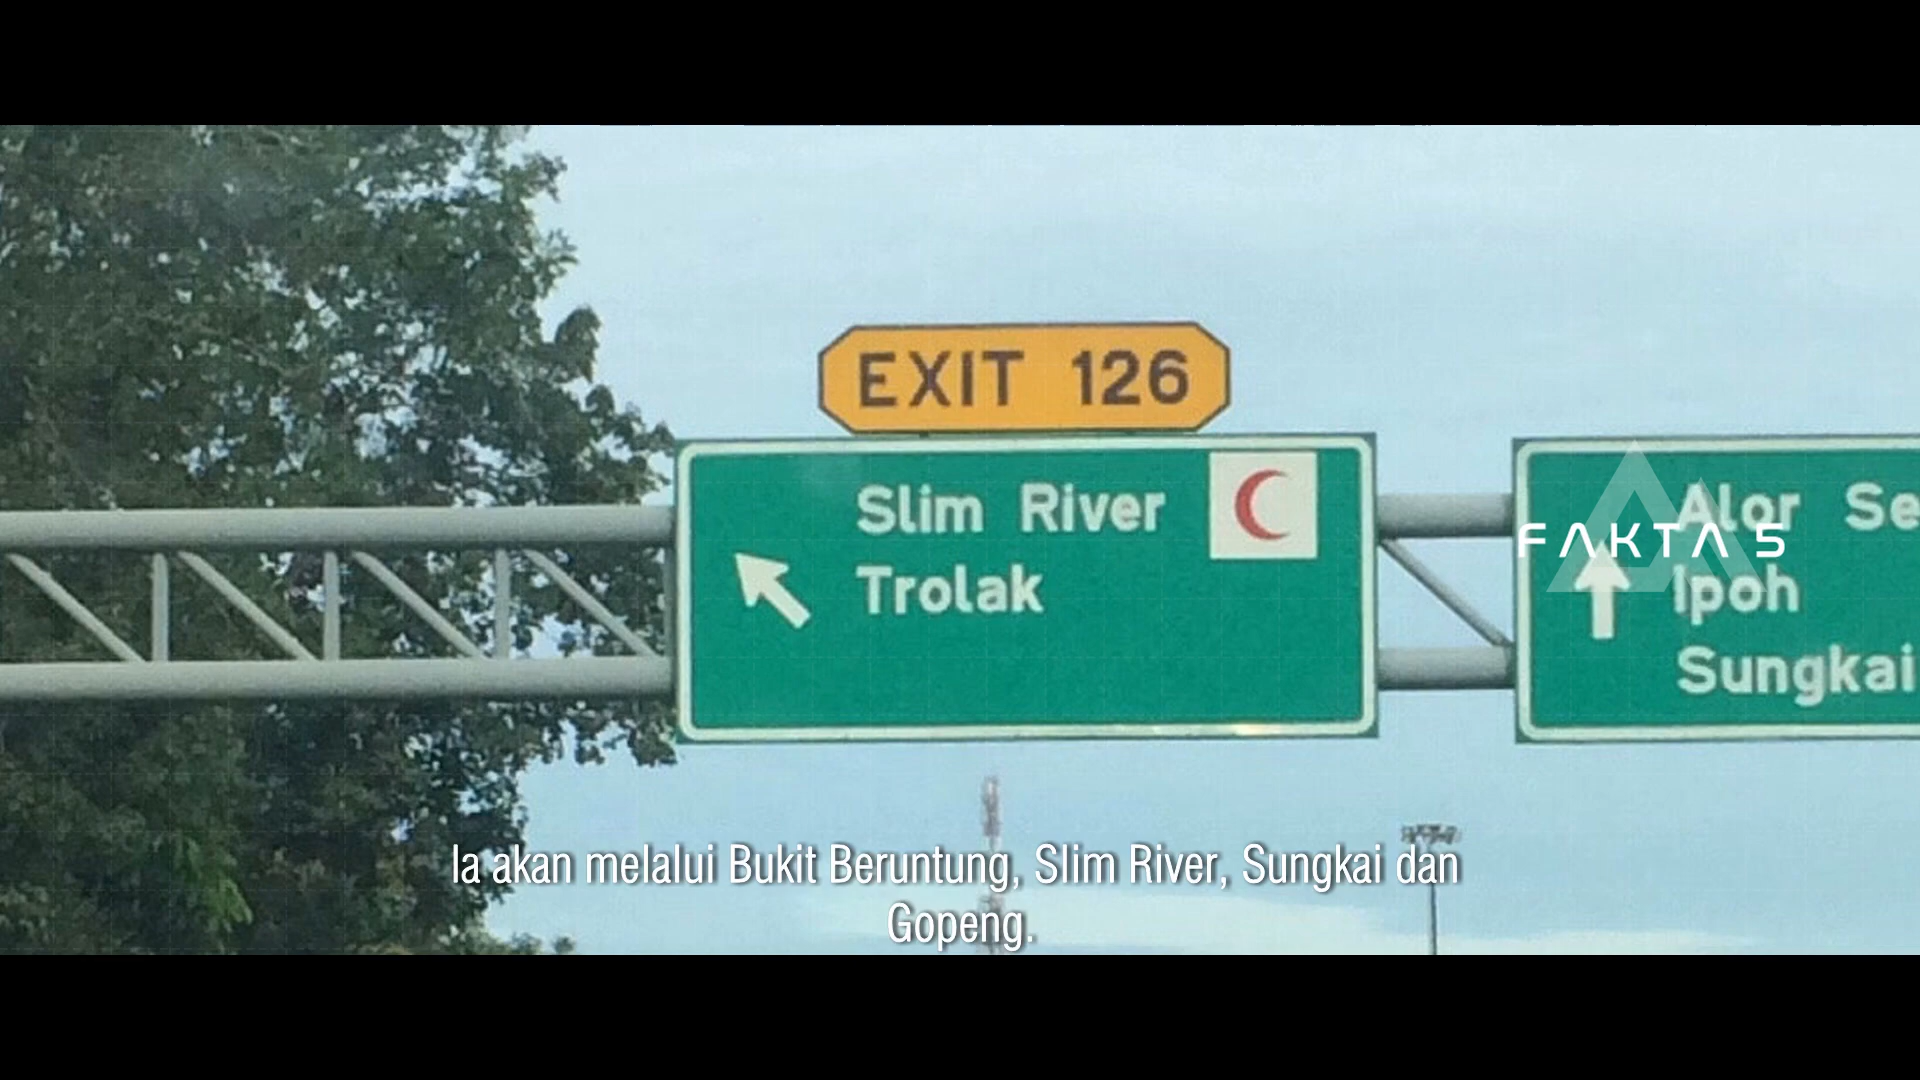 EXIT 126
Slim River
Trolak
Alor Se
Ipoh
Sungkai
FAKTA 5
Ia akan melalui Bukit Beruntung, Slim River, Sungkai dan
Gopeng.